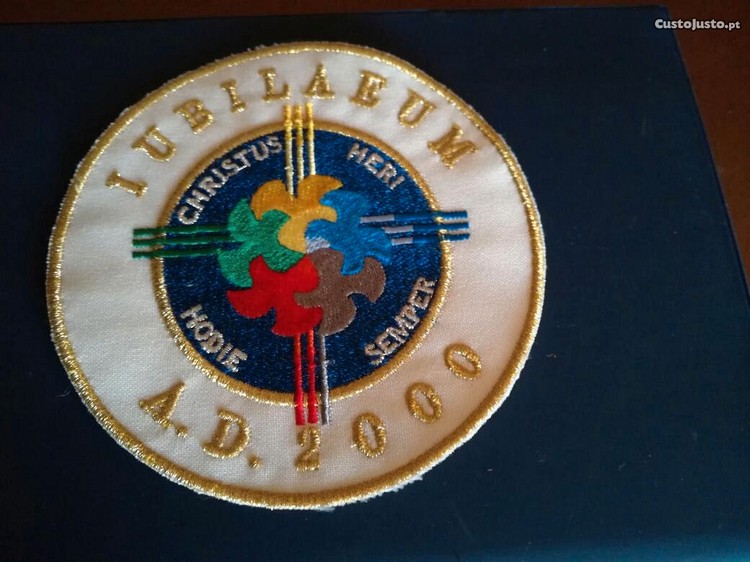 IUBILAEUM
CHRISTUS HERI
HODIE SEMPER
A.D. 2000
CustoJusto.pt